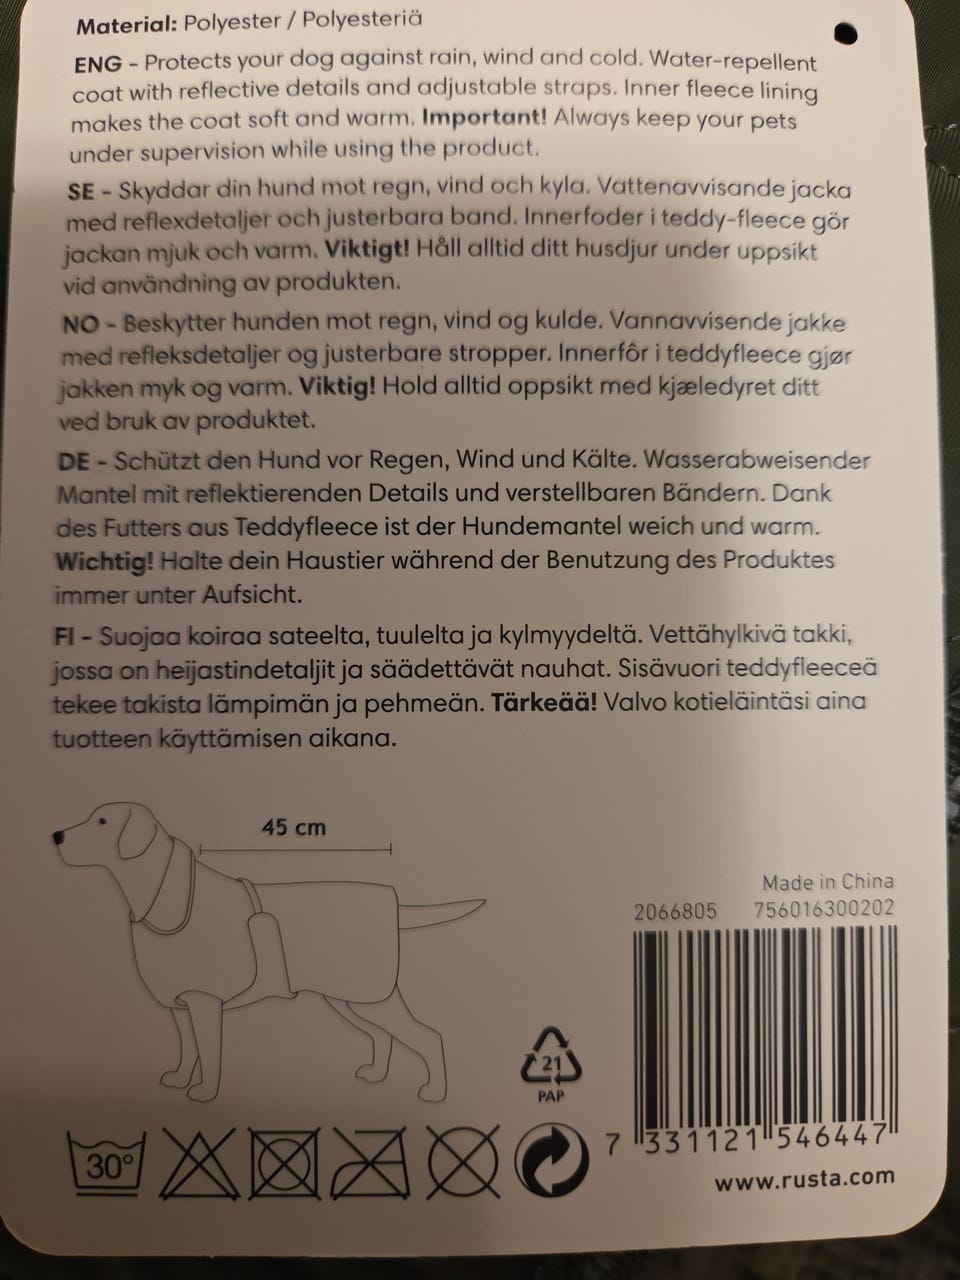 Material: Polyester / Polyesteriä
ENG - Protects your dog against rain, wind and cold. Water-repellent
coat with reflective details and adjustable straps. Inner fleece lining
makes the coat soft and warm. Important! Always keep your pets
under supervision while using the product.
SE - Skyddar din hund mot regn, vind och kyla. Vattenavvisande jacka
med reflexdetaljer och justerbara band. Innerfoder i teddy-fleece gör
jackan mjuk och varm. Viktigt! Håll alltid ditt husdjur under uppsikt
vid användning av produkten.
NO - Beskytter hunden mot regn, vind og kulde. Vannavvisende jakke
med refleksdetaljer og justerbare stropper. Innerfôr i teddyfleece gjør
jakken myk og varm. Viktig! Hold alltid oppsikt med kjæledyret ditt
ved bruk av produktet.
DE - Schützt den Hund vor Regen, Wind und Kälte. Wasserabweisender
Mantel mit reflektierenden Details und verstellbaren Bändern. Dank
des Futters aus Teddyfleece ist der Hundemantel weich und warm.
Wichtig! Halte dein Haustier während der Benutzung des Produktes
immer unter Aufsicht.
FI - Suojaa koiraa sateelta, tuulelta ja kylmyydeltä. Vettähylkivä takki,
jossa on heijastindetaljit ja säädettävät nauhat. Sisävuori teddyfleeceä
tekee takista lämpimän ja pehmeän. Tärkeää! Valvo kotieläintäsi aina
tuotteen käyttämisen aikana.
45 cm
Made in China
2066805 756016300202
21
PAP
30°
7 331121 546447
www.rusta.com